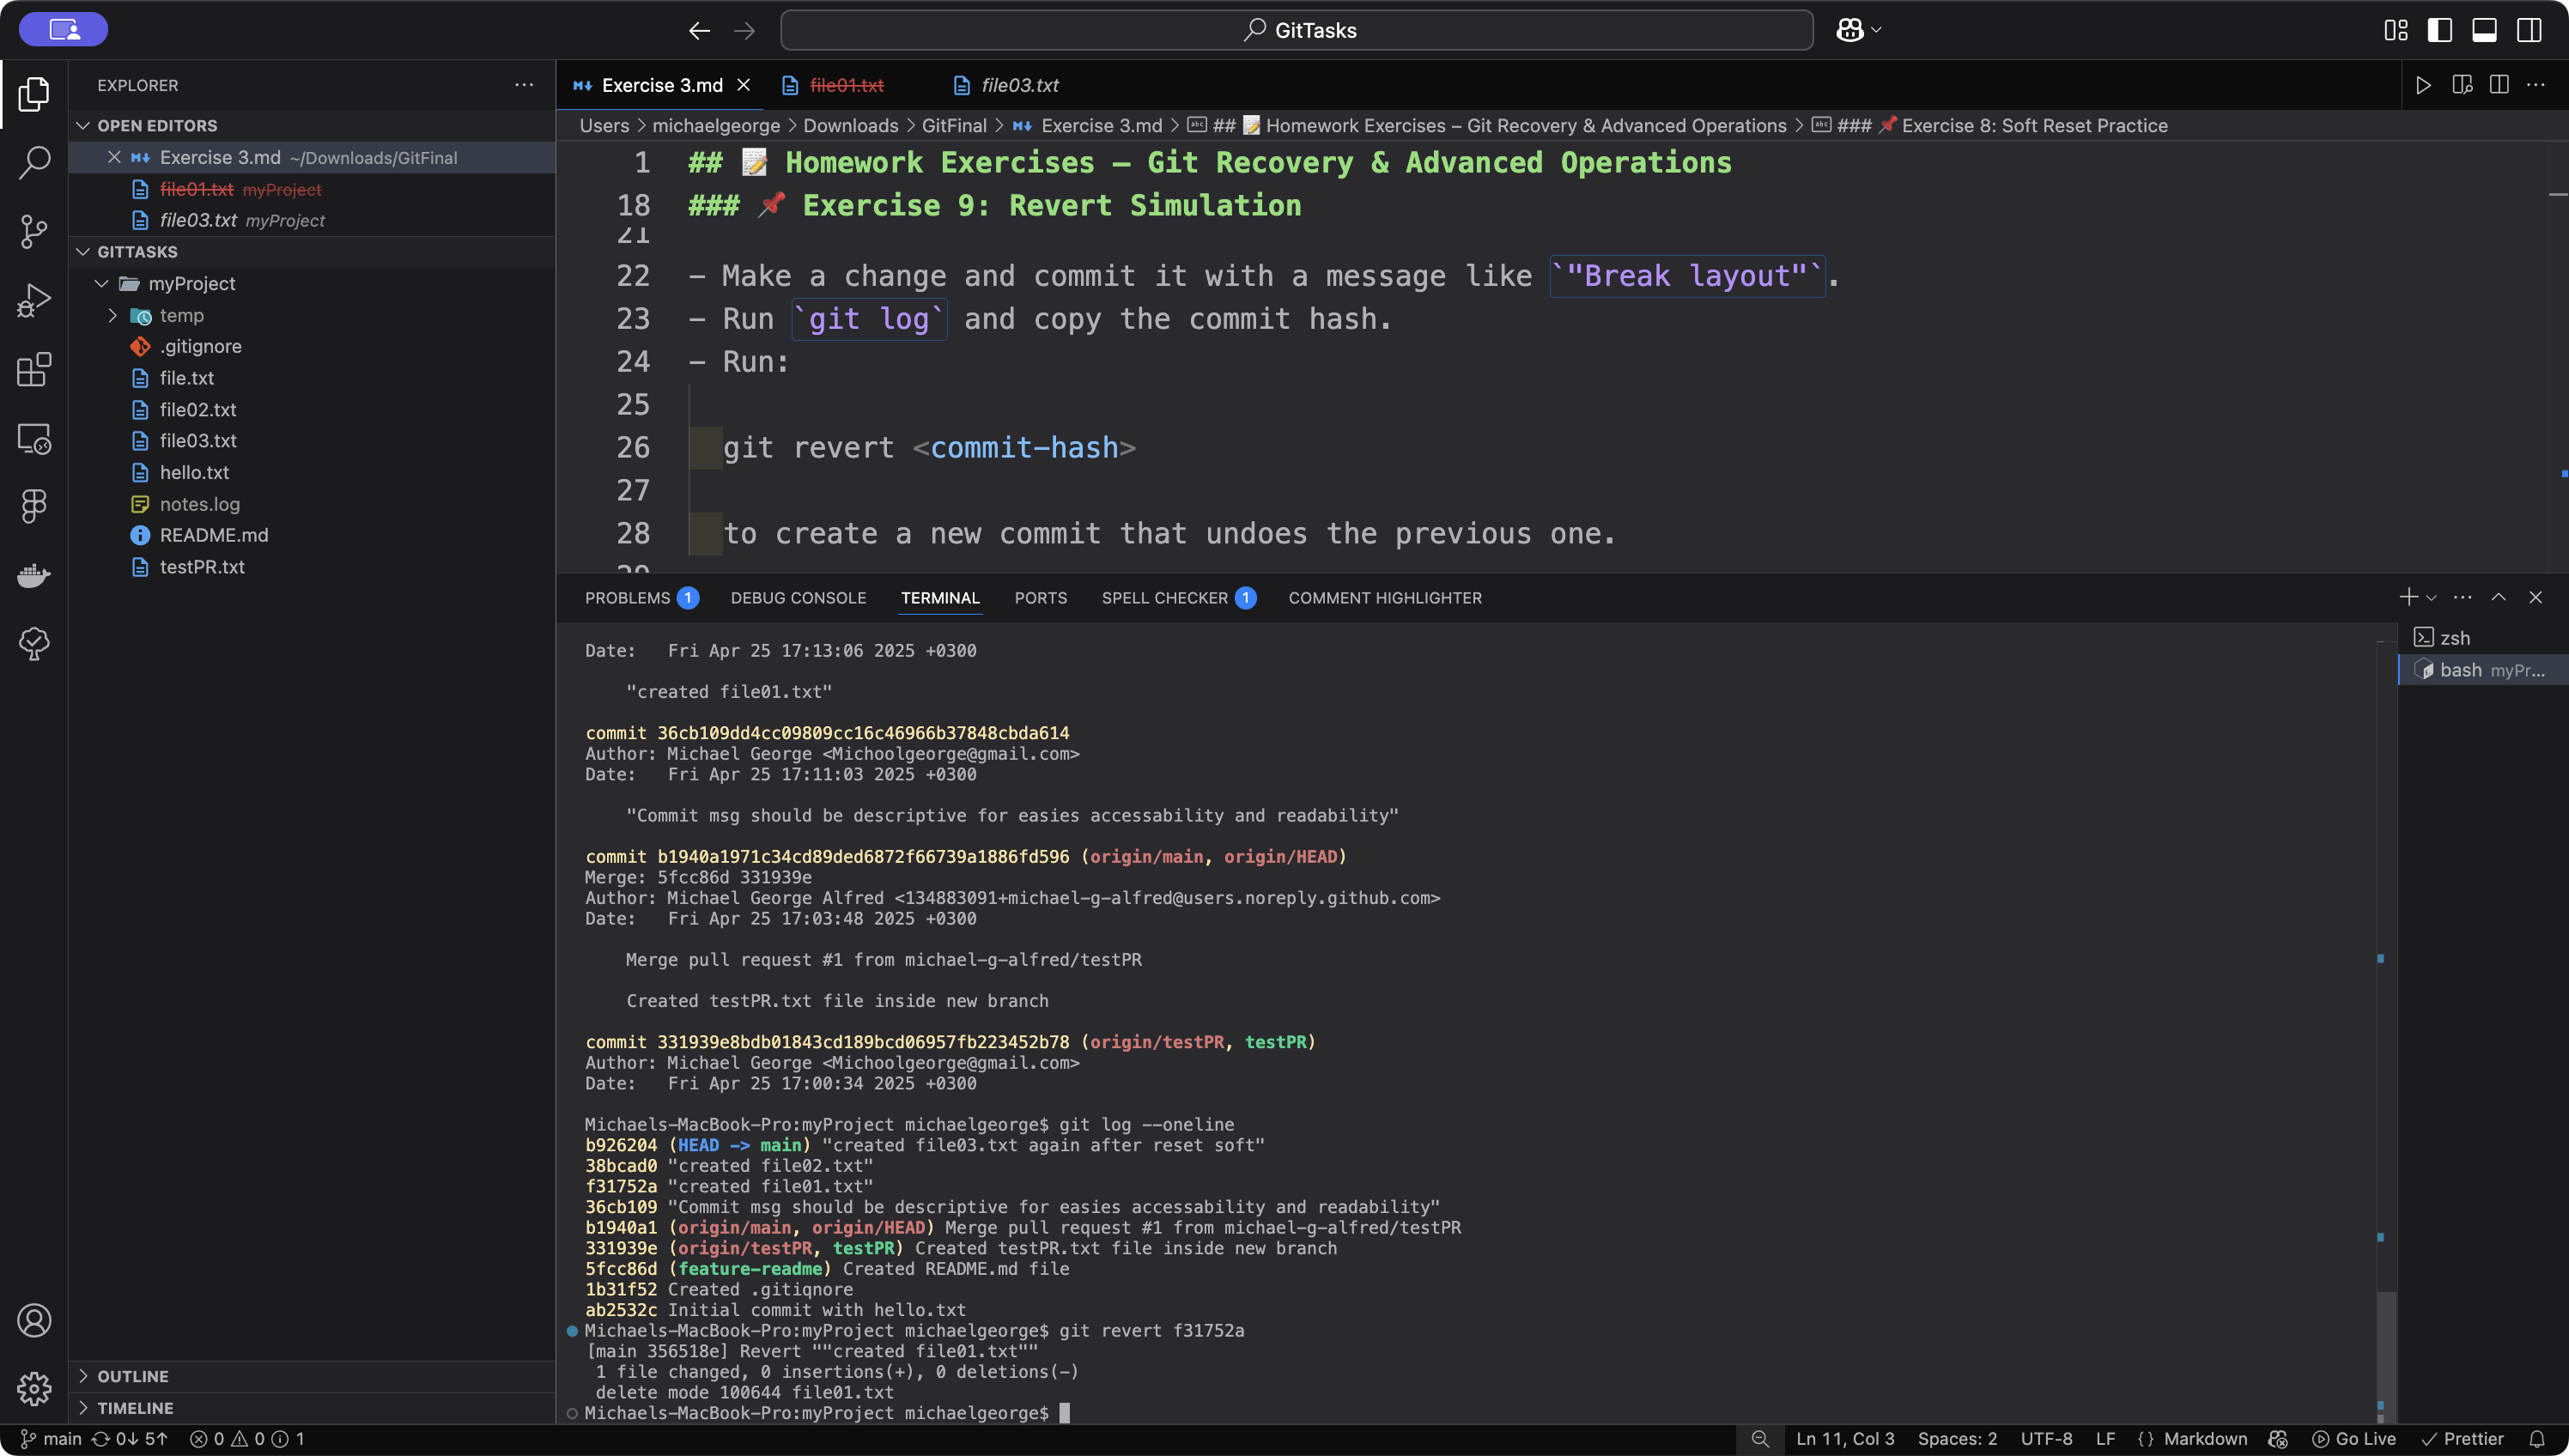 GitTasks
EXPLORER
OPEN EDITORS
Exercise 3.md ~/Downloads/GitFinal
file01.txt myProject
file03.txt myProject
GITTASKS
myProject
temp
.gitignore
file.txt
file02.txt
file03.txt
hello.txt
notes.log
README.md
testPR.txt
OUTLINE
TIMELINE
Exercise 3.md
file01.txt
file03.txt
Users > michaelgeorge > Downloads > GitFinal > Exercise 3.md > ## 📝 Homework Exercises – Git Recovery & Advanced Operations > ### 📌 Exercise 8: Soft Reset Practice
1 ## 📝 Homework Exercises – Git Recovery & Advanced Operations
18 ### 📌 Exercise 9: Revert Simulation
21
22 - Make a change and commit it with a message like `"Break layout"`.
23 - Run `git log` and copy the commit hash.
24 - Run:
25
26 git revert <commit-hash>
27
28 to create a new commit that undoes the previous one.
29
PROBLEMS 1 DEBUG CONSOLE TERMINAL PORTS SPELL CHECKER 1 COMMENT HIGHLIGHTER
Date:   Fri Apr 25 17:13:06 2025 +0300
"created file01.txt"
commit 36cb109dd4cc09809cc16c46966b37848cbda614
Author: Michael George <Michoolgeorge@gmail.com>
Date:   Fri Apr 25 17:11:03 2025 +0300
"Commit msg should be descriptive for easies accessability and readability"
commit b1940a1971c34cd89ded6872f66739a1886fd596 (origin/main, origin/HEAD)
Merge: 5fcc86d 331939e
Author: Michael George Alfred <134883091+michael-g-alfred@users.noreply.github.com>
Date:   Fri Apr 25 17:03:48 2025 +0300
Merge pull request #1 from michael-g-alfred/testPR
Created testPR.txt file inside new branch
commit 331939e8bdb01843cd189bcd06957fb223452b78 (origin/testPR, testPR)
Author: Michael George <Michoolgeorge@gmail.com>
Date:   Fri Apr 25 17:00:34 2025 +0300
Michaels-MacBook-Pro:myProject michaelgeorge$ git log --oneline
b926204 (HEAD -> main) "created file03.txt again after reset soft"
38bcad0 "created file02.txt"
f31752a "created file01.txt"
36cb109 "Commit msg should be descriptive for easies accessability and readability"
b1940a1 (origin/main, origin/HEAD) Merge pull request #1 from michael-g-alfred/testPR
331939e (origin/testPR, testPR) Created testPR.txt file inside new branch
5fcc86d (feature-readme) Created README.md file
1b31f52 Created .gitiqnore
ab2532c Initial commit with hello.txt
Michaels-MacBook-Pro:myProject michaelgeorge$ git revert f31752a
[main 356518e] Revert ""created file01.txt""
1 file changed, 0 insertions(+), 0 deletions(-)
delete mode 100644 file01.txt
Michaels-MacBook-Pro:myProject michaelgeorge$
zsh
bash myPr...
main 0↓ 5↑ 0 0 1
Ln 11, Col 3 Spaces: 2 UTF-8 LF {} Markdown Go Live Prettier